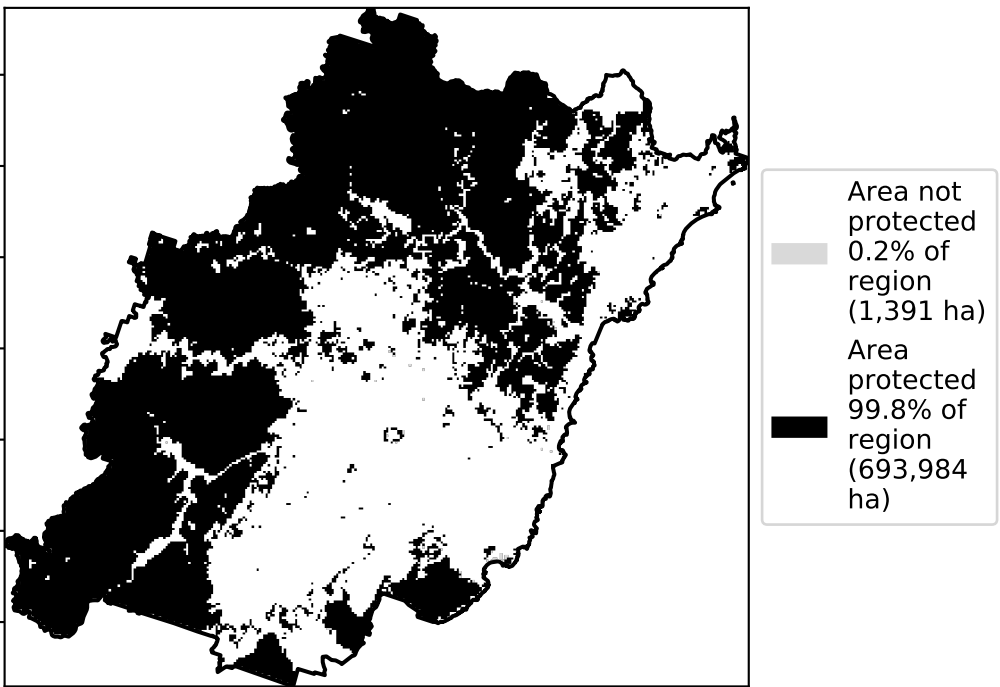 Area not
protected
0.2% of
region
(1,391 ha)
Area
protected
99.8% of
region
(693,984
ha)